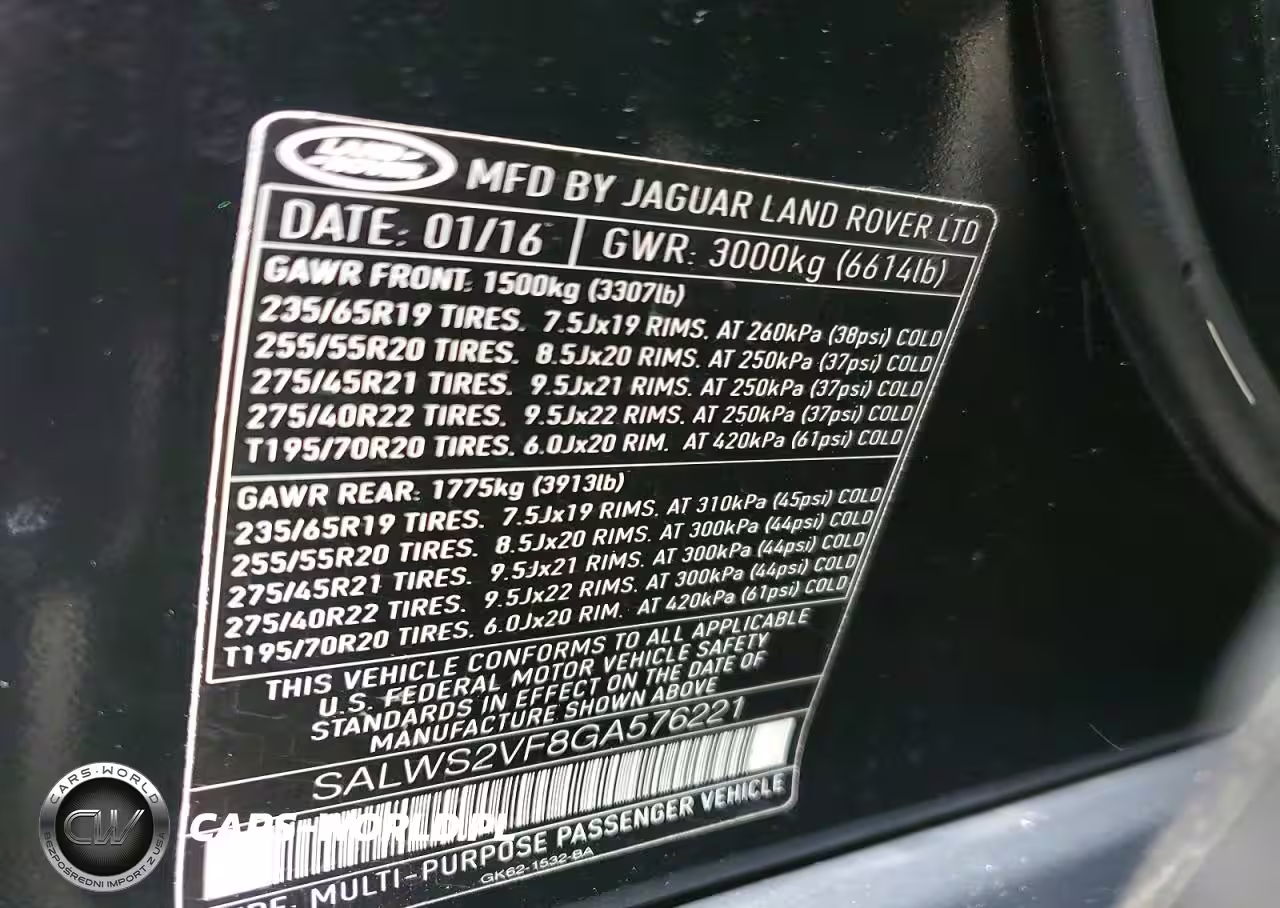 LAND ROVER
MFD BY JAGUAR LAND ROVER LTD
DATE: 01/16 GWR: 3000kg (6614lb)
GAWR FRONT: 1500kg (3307lb)
235/65R19 TIRES. 7.5Jx19 RIMS. AT 260kPa (38psi) COLD
255/55R20 TIRES. 8.5Jx20 RIMS. AT 250kPa (37psi) COLD
275/45R21 TIRES. 9.5Jx21 RIMS. AT 250kPa (37psi) COLD
275/40R22 TIRES. 9.5Jx22 RIMS. AT 250kPa (37psi) COLD
T195/70R20 TIRES. 6.0Jx20 RIM. AT 420kPa (61psi) COLD
GAWR REAR: 1775kg (3913lb)
235/65R19 TIRES. 7.5Jx19 RIMS. AT 310kPa (45psi) COLD
255/55R20 TIRES. 8.5Jx20 RIMS. AT 300kPa (44psi) COLD
275/45R21 TIRES. 9.5Jx21 RIMS. AT 300kPa (44psi) COLD
275/40R22 TIRES. 9.5Jx22 RIMS. AT 300kPa (44psi) COLD
T195/70R20 TIRES. 6.0Jx20 RIM. AT 420kPa (61psi) COLD
THIS VEHICLE CONFORMS TO ALL APPLICABLE
U.S. FEDERAL MOTOR VEHICLE SAFETY
STANDARDS IN EFFECT ON THE DATE OF
MANUFACTURE SHOWN ABOVE
SALWS2VF8GA576221
MULTI-PURPOSE PASSENGER VEHICLE
GK62-1532-BA
CARS-WORLD.PL
CARS-WORLD
CW
BEZPOŚREDNI IMPORT Z USA